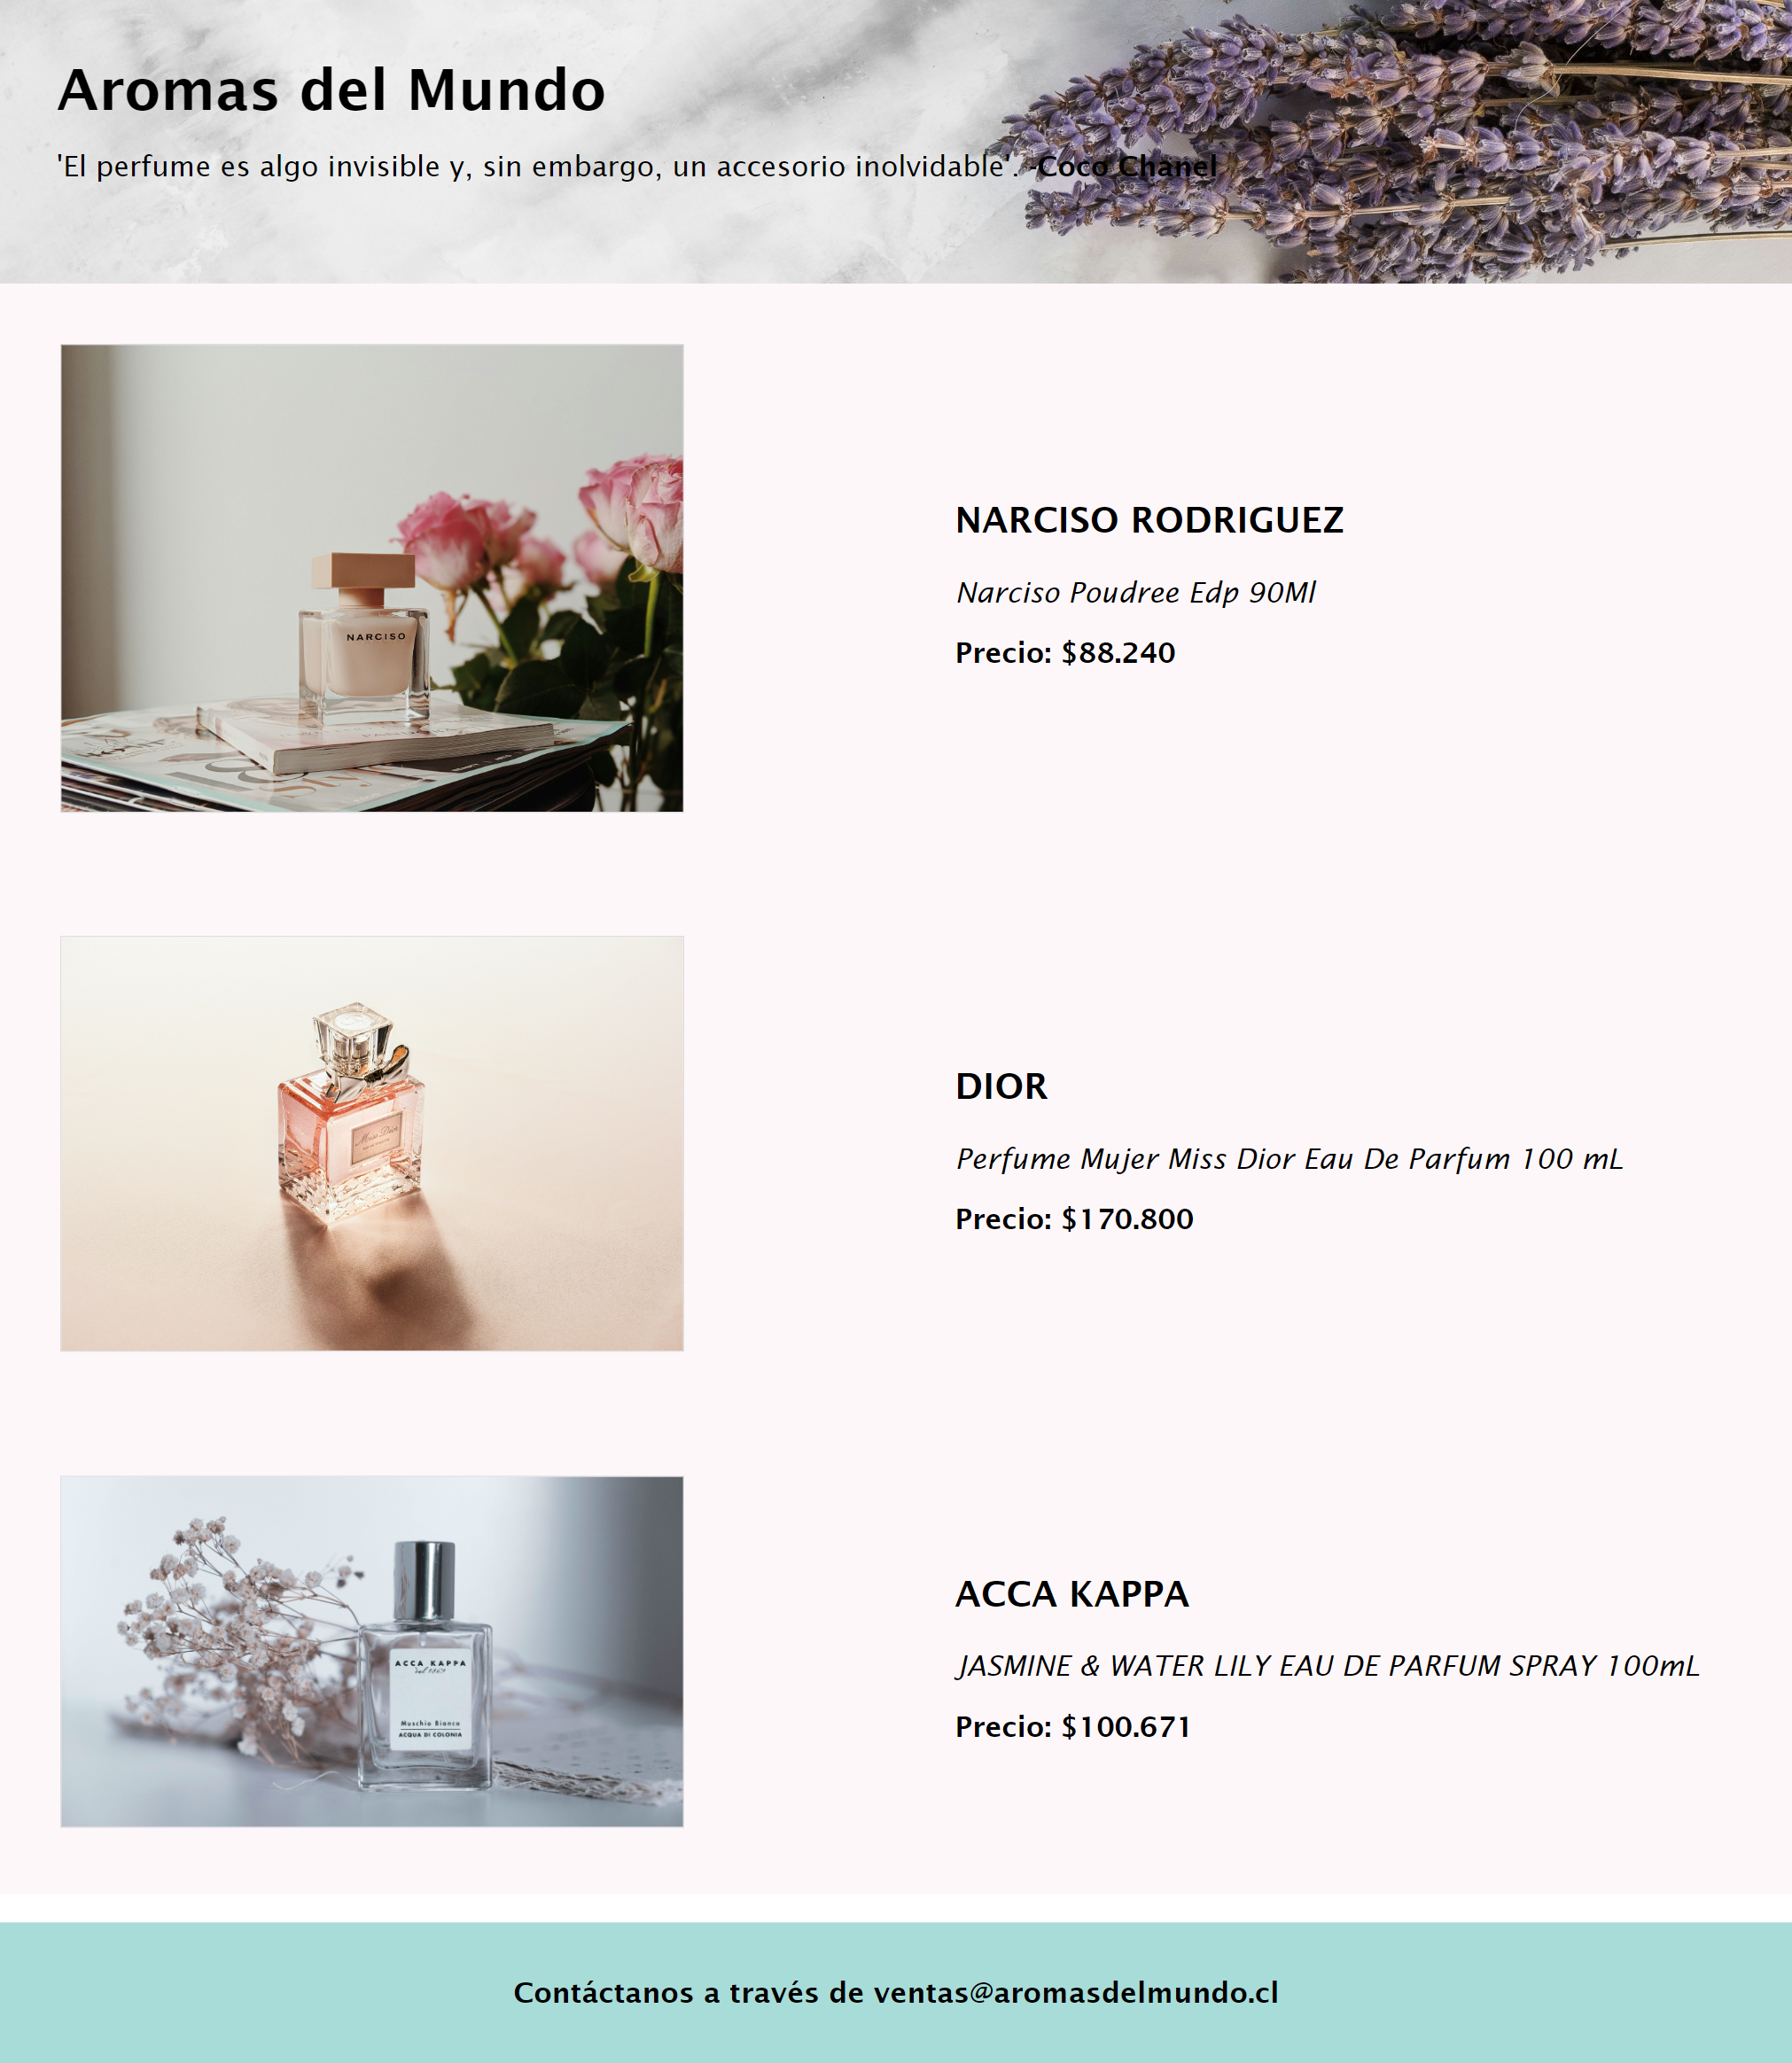 Aromas del Mundo
'El perfume es algo invisible y, sin embargo, un accesorio inolvidable'. -Coco Chanel
NARCISO
NARCISO RODRIGUEZ
Narciso Poudree Edp 90Ml
Precio: $88.240
Miss Dior
DIOR
Perfume Mujer Miss Dior Eau De Parfum 100 mL
Precio: $170.800
ACCA KAPPA
Muschio Bianco
ACQUA DI COLONIA
ACCA KAPPA
JASMINE & WATER LILY EAU DE PARFUM SPRAY 100mL
Precio: $100.671
Contáctanos a través de ventas@aromasdelmundo.cl